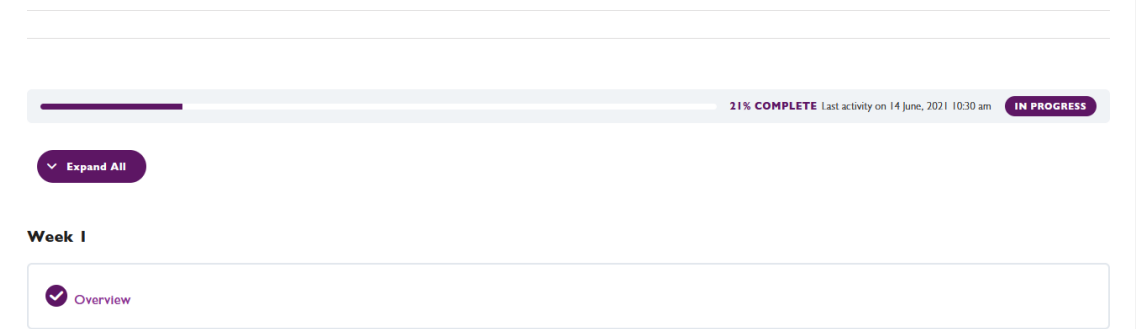 21% COMPLETE Last activity on 14 June, 2021 10:30 am IN PROGRESS
Expand All
Week 1
Overview